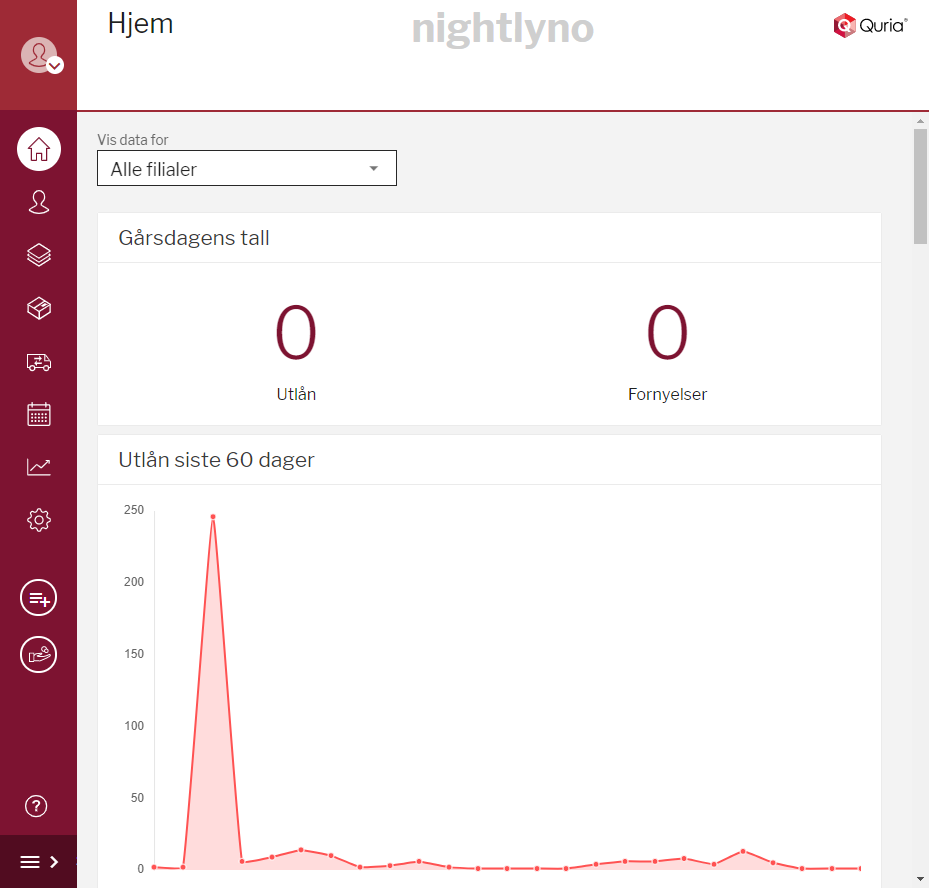 Hjem
nightlyno
Quria®
Vis data for
Alle filialer
Gårsdagens tall
0
0
Utlån
Fornyelser
Utlån siste 60 dager
250
200
150
100
50
0
?